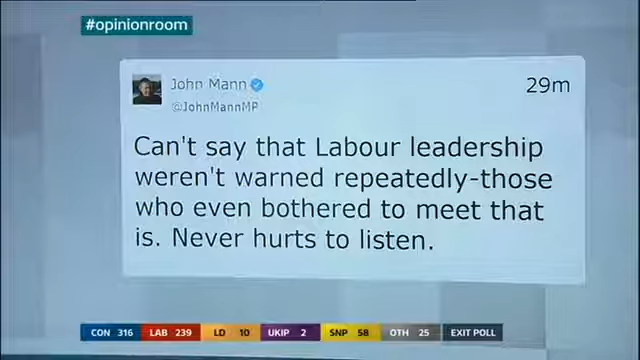 #opinionroom
John Mann
29m
@JohnMannMP
Can't say that Labour leadership
weren't warned repeatedly-those
who even bothered to meet that
is. Never hurts to listen.
CON 316 LAB 239 LD 10 UKIP 2 SNP 58 OTH 25 EXIT POLL